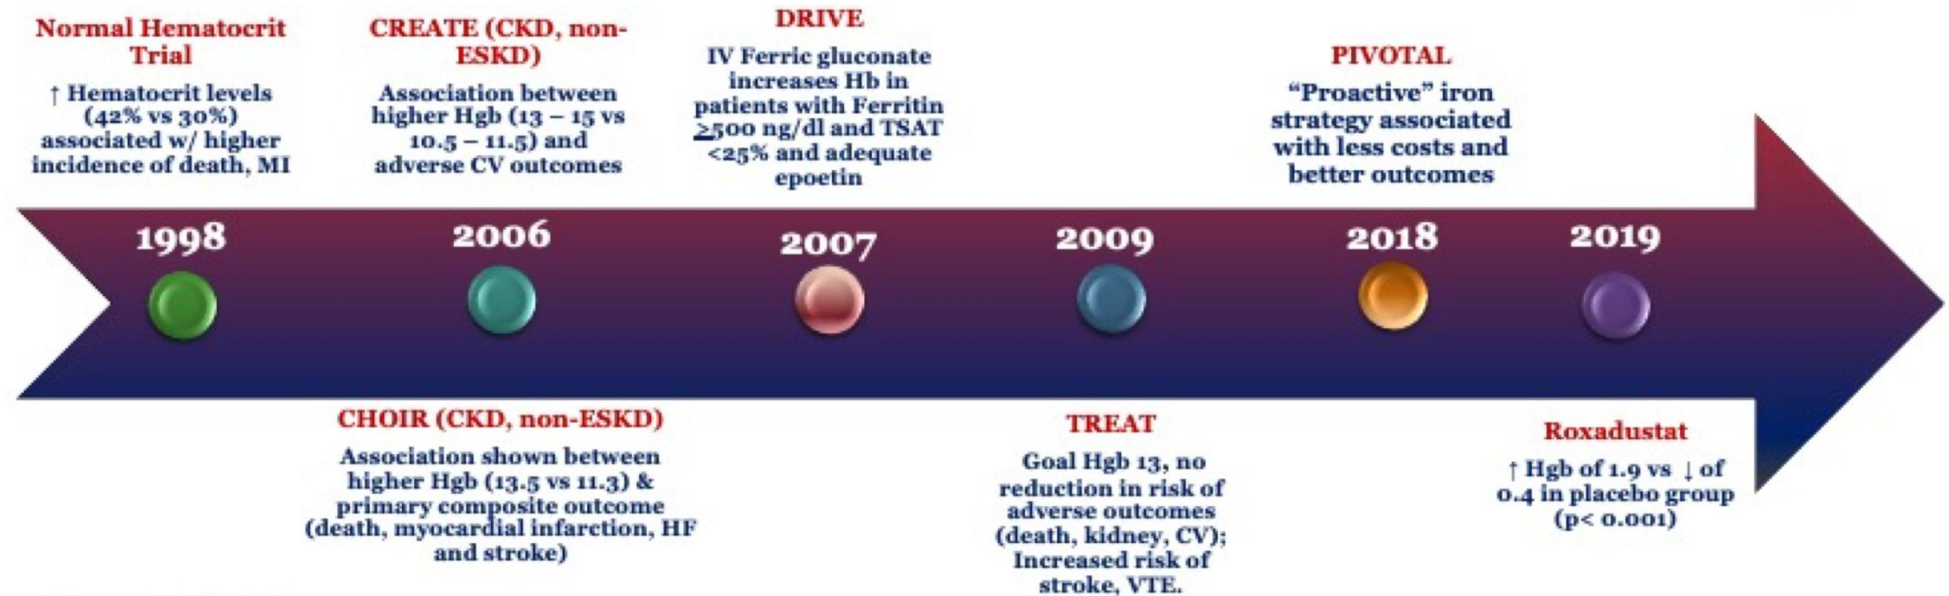 Normal Hematocrit
Trial
↑ Hematocrit levels
(42% vs 30%)
associated w/ higher
incidence of death, MI
CREATE (CKD, non-
ESKD)
Association between
higher Hgb (13 – 15 vs
10.5 – 11.5) and
adverse CV outcomes
DRIVE
IV Ferric gluconate
increases Hb in
patients with Ferritin
≥500 ng/dl and TSAT
<25% and adequate
epoetin
PIVOTAL
“Proactive” iron
strategy associated
with less costs and
better outcomes
1998
2006
2007
2009
2018
2019
CHOIR (CKD, non-ESKD)
Association shown between
higher Hgb (13.5 vs 11.3) &
primary composite outcome
(death, myocardial infarction, HF
and stroke)
TREAT
Goal Hgb 13, no
reduction in risk of
adverse outcomes
(death, kidney, CV);
Increased risk of
stroke, VTE.
Roxadustat
↑ Hgb of 1.9 vs ↓ of
0.4 in placebo group
(p< 0.001)